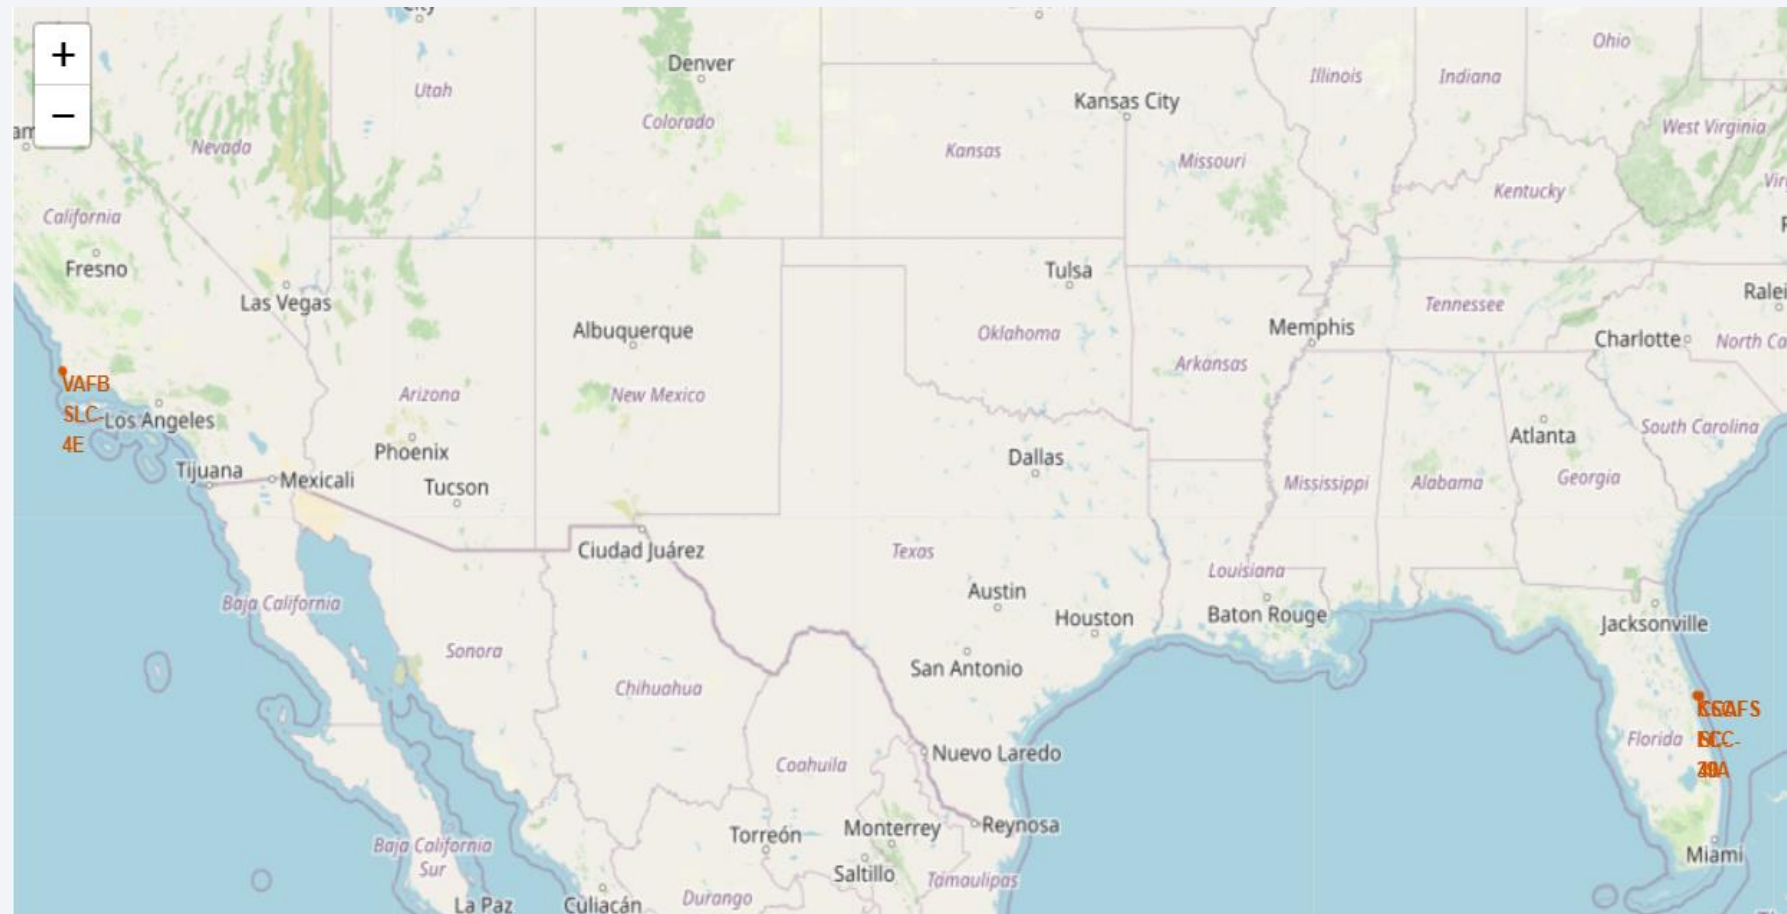 +
−
Denver
Utah
Colorado
Nevada
Kansas City
Kansas
Missouri
Illinois
Indiana
Ohio
West Virginia
Kentucky
California
Fresno
Las Vegas
Albuquerque
Tulsa
Oklahoma
Memphis
Tennessee
Charlotte
Arkansas
VAFB
SLC-
4E
Los Angeles
Arizona
New Mexico
Phoenix
Tucson
Tijuana
Mexicali
Dallas
Atlanta
South Carolina
Mississippi
Alabama
Georgia
Ciudad Juárez
Texas
Louisiana
Austin
Houston
Baton Rouge
Jacksonville
Baja California
Sonora
San Antonio
Chihuahua
Florida
Nuevo Laredo
Coahuila
Torreón
Monterrey
Reynosa
Baja California
Sur
Saltillo
Tamaulipas
Miami
La Paz
Culiacán
Durango